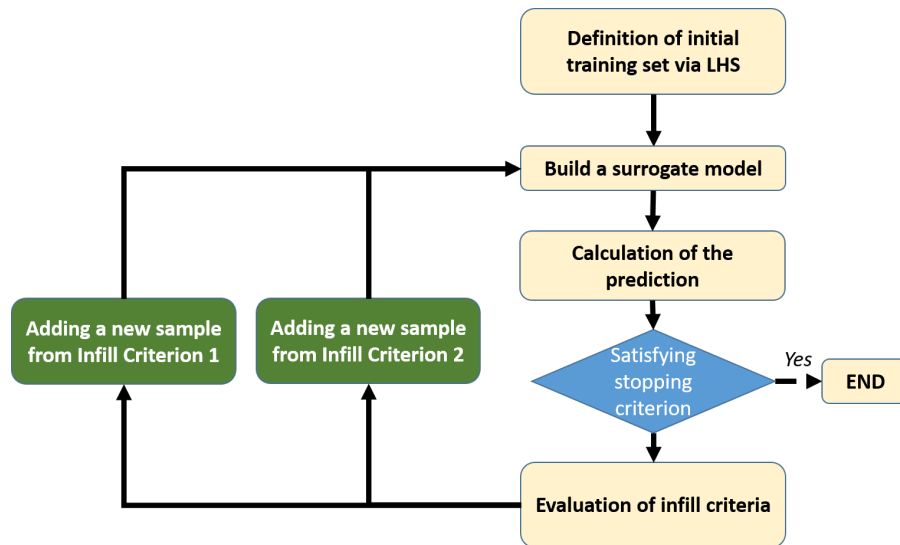 Definition of initial
training set via LHS
Build a surrogate model
Calculation of the
prediction
Adding a new sample
from Infill Criterion 1
Adding a new sample
from Infill Criterion 2
Satisfying
stopping
criterion
Yes
END
Evaluation of infill criteria